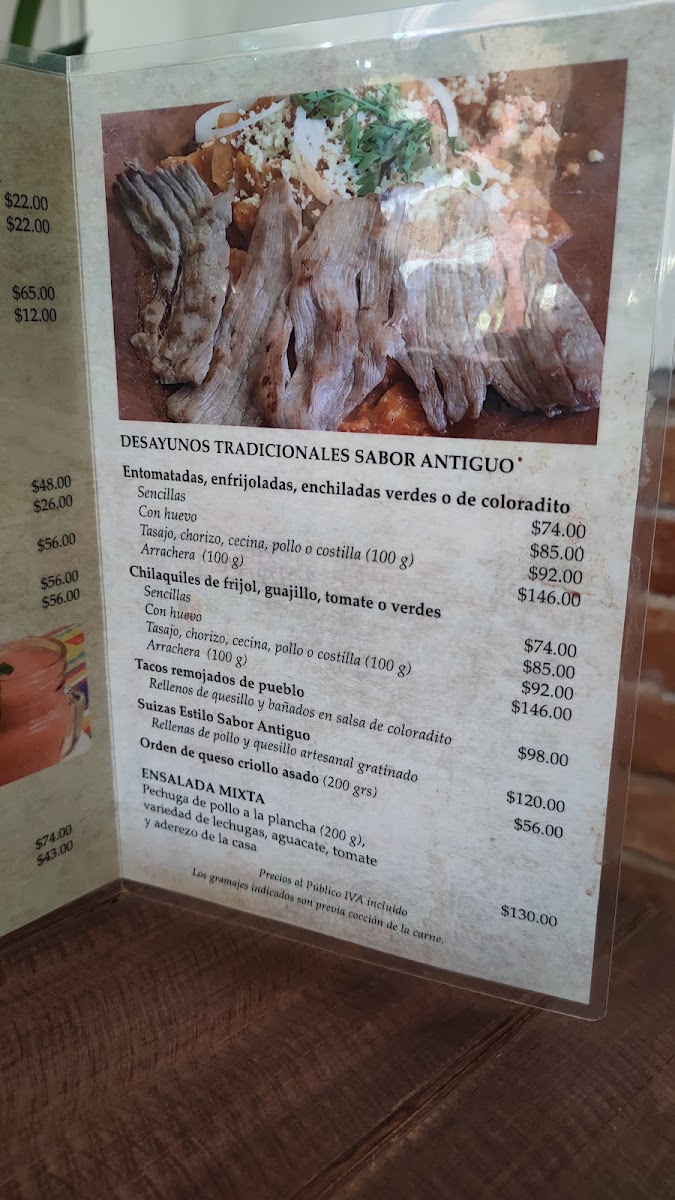 $22.00
$22.00
$65.00
$12.00
$48.00
$26.00
$56.00
$56.00
$56.00
$74.00
$43.00
DESAYUNOS TRADICIONALES SABOR ANTIGUO
Entomatadas, enfrijoladas, enchiladas verdes o de coloradito
Sencillas $74.00
Con huevo $85.00
Tasajo, chorizo, cecina, pollo o costilla (100 g) $92.00
Arrachera (100 g) $146.00
Chilaquiles de frijol, guajillo, tomate o verdes
Sencillas $74.00
Con huevo $85.00
Tasajo, chorizo, cecina, pollo o costilla (100 g) $92.00
Arrachera (100 g) $146.00
Tacos remojados de pueblo
Rellenos de quesillo y bañados en salsa de coloradito $98.00
Suizas Estilo Sabor Antiguo
Rellenas de pollo y quesillo artesanal gratinado $120.00
Orden de queso criollo asado (200 grs) $56.00
ENSALADA MIXTA
Pechuga de pollo a la plancha (200 g),
variedad de lechugas, aguacate, tomate
y aderezo de la casa $130.00
Precios al Público IVA incluido
Los gramajes indicados son previa cocción de la carne.